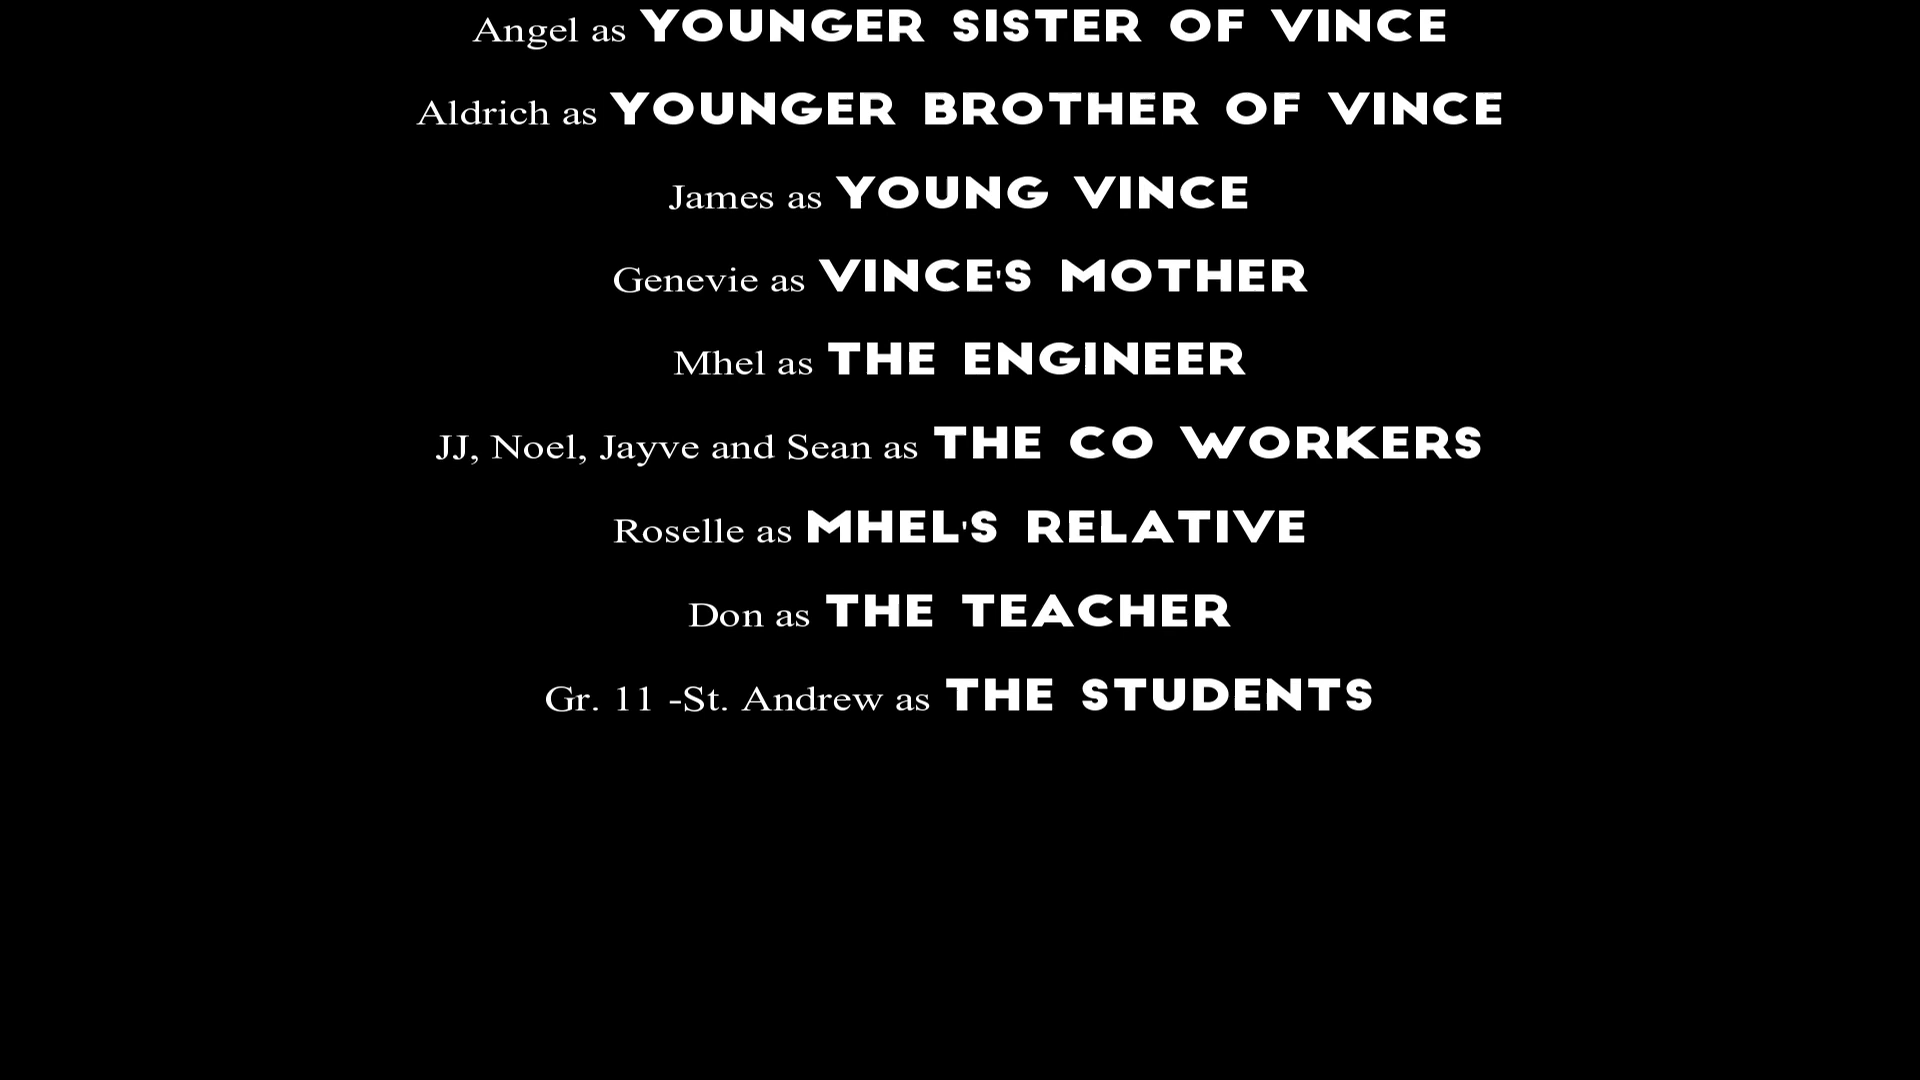 Angel as YOUNGER SISTER OF VINCE
Aldrich as YOUNGER BROTHER OF VINCE
James as YOUNG VINCE
Genevie as VINCE'S MOTHER
Mhel as THE ENGINEER
JJ, Noel, Jayve and Sean as THE CO WORKERS
Roselle as MHEL'S RELATIVE
Don as THE TEACHER
Gr. 11 -St. Andrew as THE STUDENTS